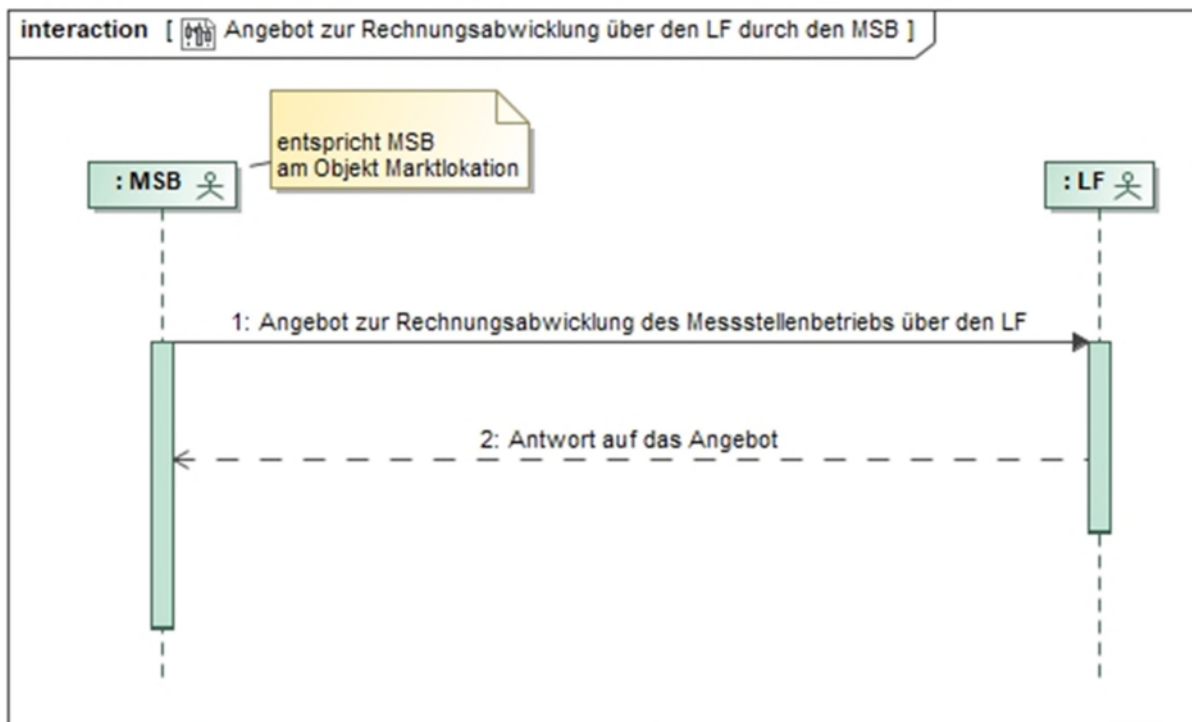 interaction [ Angebot zur Rechnungsabwicklung über den LF durch den MSB ]
entspricht MSB
am Objekt Marktlokation
: MSB
: LF
1: Angebot zur Rechnungsabwicklung des Messstellenbetriebs über den LF
2: Antwort auf das Angebot